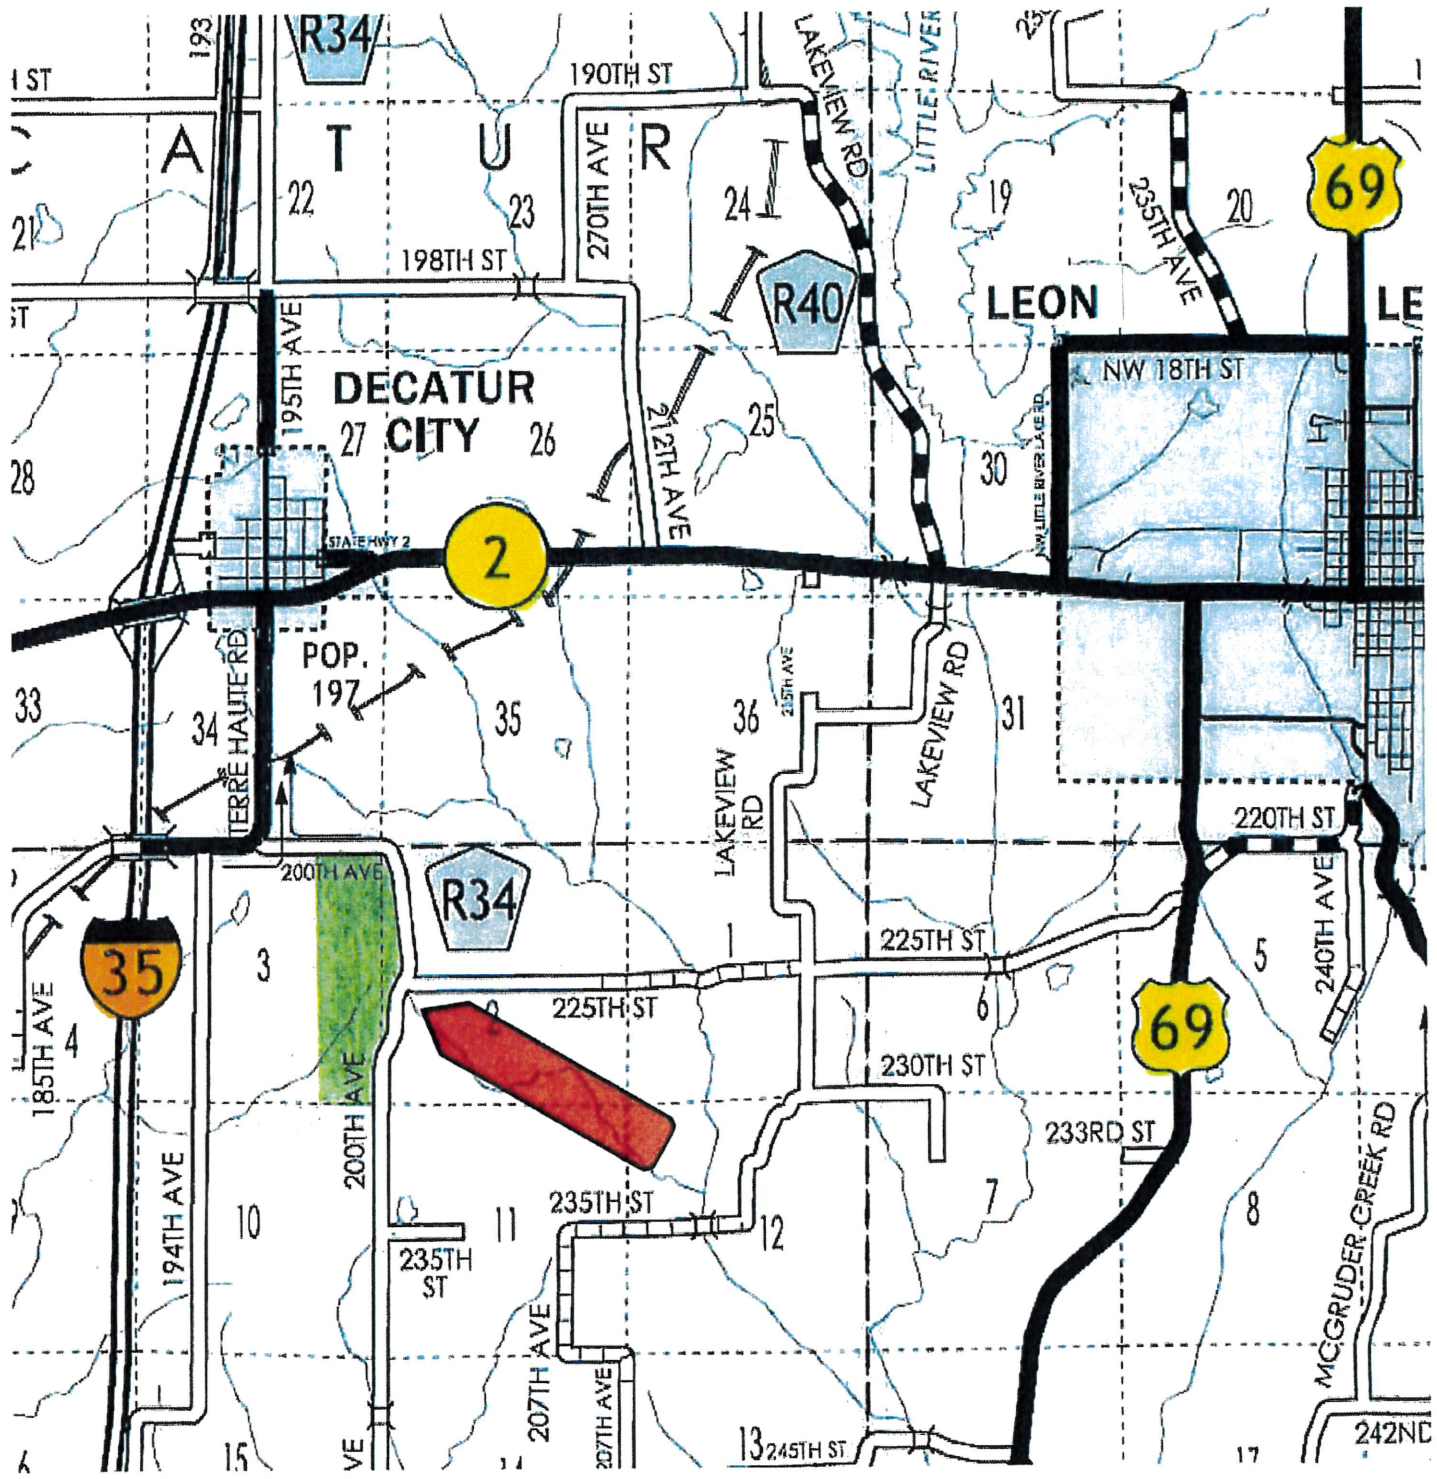 193
R34
LAKEVIEW RD
LITTLE RIVER
190TH ST
ST
A T U R
69
22
23
24
19
20
21
270TH AVE
235TH AVE
198TH ST
R40
LEON
LE
195TH AVE
NW 18TH ST
DECATUR
CITY
27
26
25
28
30
212TH AVE
NW LITTLE RIVER LAKE RD
STATE HWY 2
2
POP.
197
33
34
35
36
31
TERRE HAUTE RD
215TH AVE
LAKEVIEW RD
LAKEVIEW
RD
220TH ST
200TH AVE
R34
240TH AVE
35
3
1
225TH ST
5
225TH ST
2
6
4
185TH AVE
69
200TH AVE
230TH ST
233RD ST
MCGRUDER CREEK RD
194TH AVE
10
235TH ST
11
12
7
8
235TH
ST
207TH AVE
207TH AVE
242ND
15
VE
13
245TH ST
17